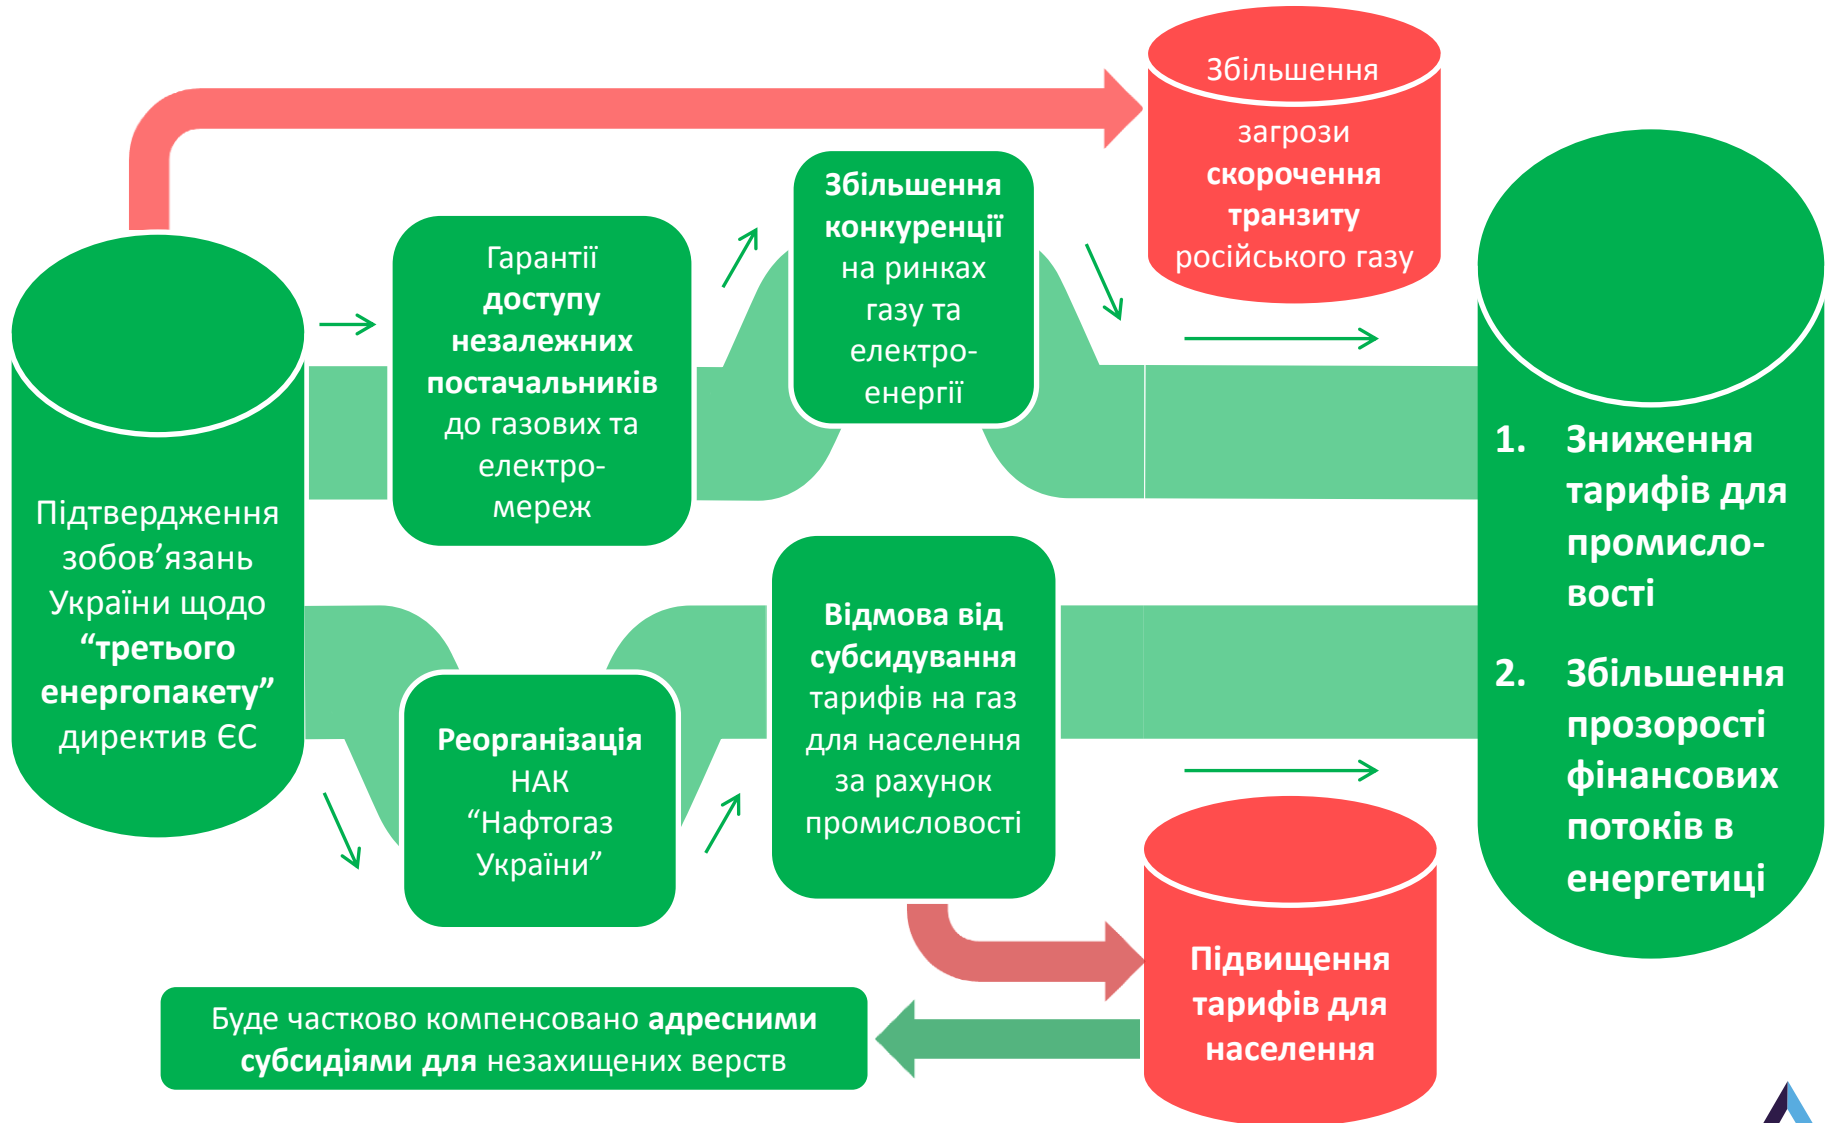 Збільшення
загрози
скорочення
транзиту
російського газу
Підтвердження
зобов’язань
України щодо
“третього
енергопакету”
директив ЄС
Гарантії
доступу
незалежних
постачальників
до газових та
електро-
мереж
Збільшення
конкуренції
на ринках
газу та
електро-
енергії
Реорганізація
НАК
“Нафтогаз
України”
Відмова від
субсидування
тарифів на газ
для населення
за рахунок
промисловості
1. Зниження
тарифів для
промисло-
вості
2. Збільшення
прозорості
фінансових
потоків в
енергетиці
Підвищення
тарифів для
населення
Буде частково компенсовано адресними
субсидіями для незахищених верств